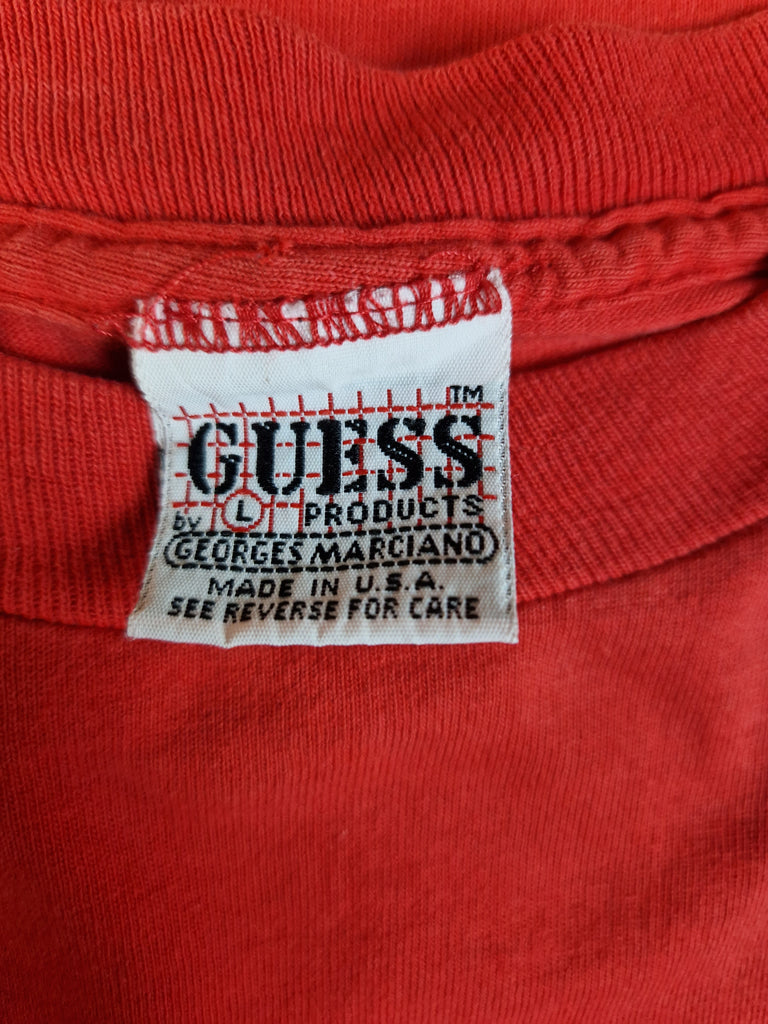 GUESS™
by L PRODUCTS
GEORGES MARCIANO
MADE IN U.S.A.
SEE REVERSE FOR CARE